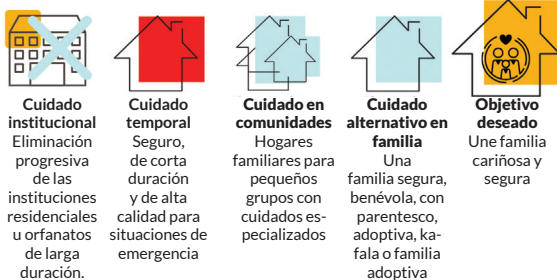 Cuidado
institucional
Eliminación
progresiva
de las
instituciones
residenciales
u orfanatos
de larga
duración.
Cuidado
temporal
Seguro,
de corta
duración
y de alta
calidad para
situaciones de
emergencia
Cuidado en
comunidades
Hogares
familiares para
pequeños
grupos con
cuidados es-
pecializados
Cuidado
alternativo en
familia
Una
familia segura,
benévola, con
parentesco,
adoptiva, ka-
fala o familia
adoptiva
Objetivo
deseado
Une familia
cariñosa y
segura